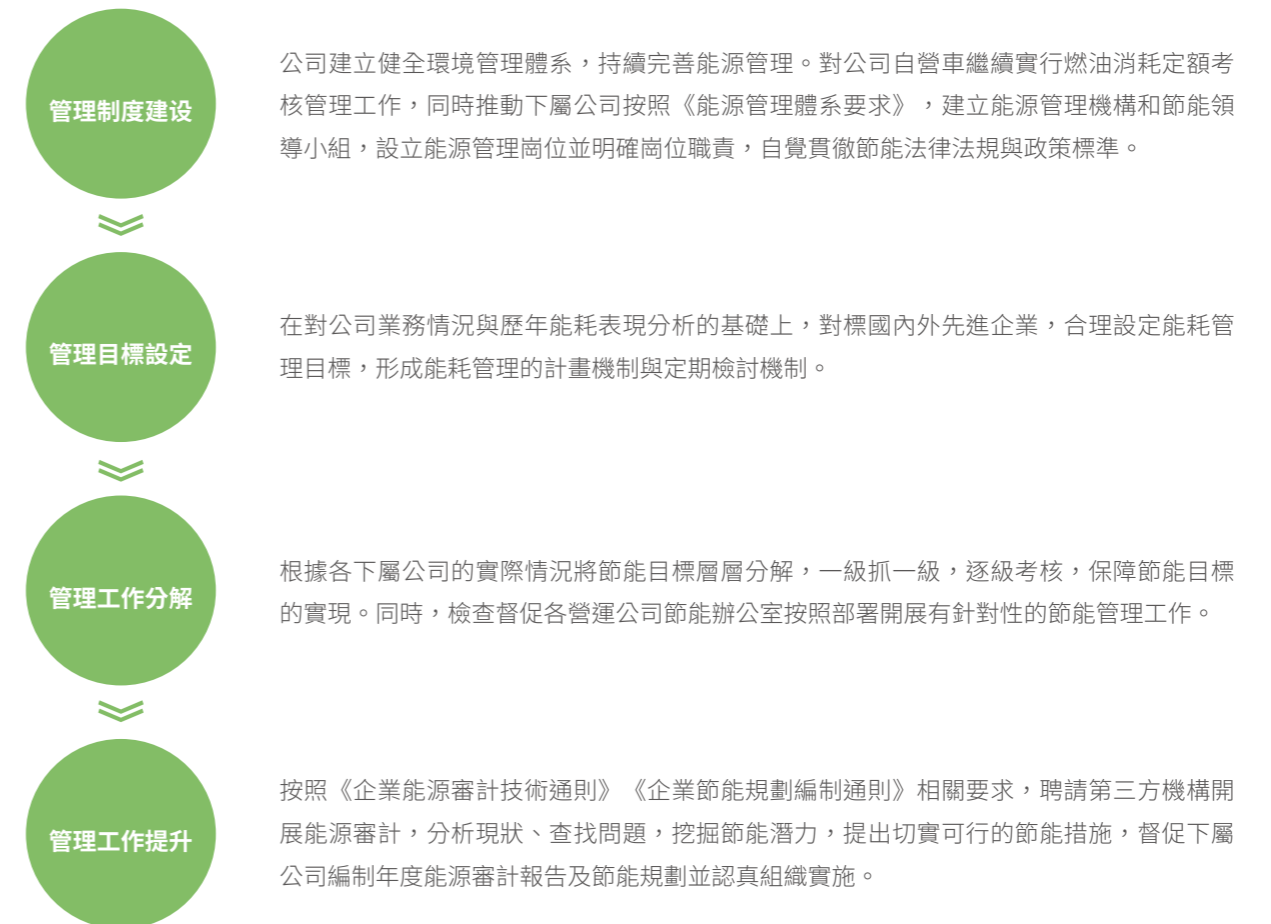 管理制度建设
公司建立健全環境管理體系，持續完善能源管理。對公司自營車繼續實行燃油消耗定額考
核管理工作，同時推動下屬公司按照《能源管理體系要求》，建立能源管理機構和節能領
導小組，設立能源管理崗位並明確崗位職責，自覺貫徹節能法律法規與政策標準。
管理目標設定
在對公司業務情況與歷年能耗表現分析的基礎上，對標國內外先進企業，合理設定能耗管
理目標，形成能耗管理的計畫機制與定期檢討機制。
管理工作分解
根據各下屬公司的實際情況將節能目標層層分解，一級抓一級，逐級考核，保障節能目標
的實現。同時，檢查督促各營運公司節能辦公室按照部署開展有針對性的節能管理工作。
管理工作提升
按照《企業能源審計技術通則》《企業節能規劃編制通則》相關要求，聘請第三方機構開
展能源審計，分析現狀、查找問題，挖掘節能潛力，提出切實可行的節能措施，督促下屬
公司編制年度能源審計報告及節能規劃並認真組織實施。